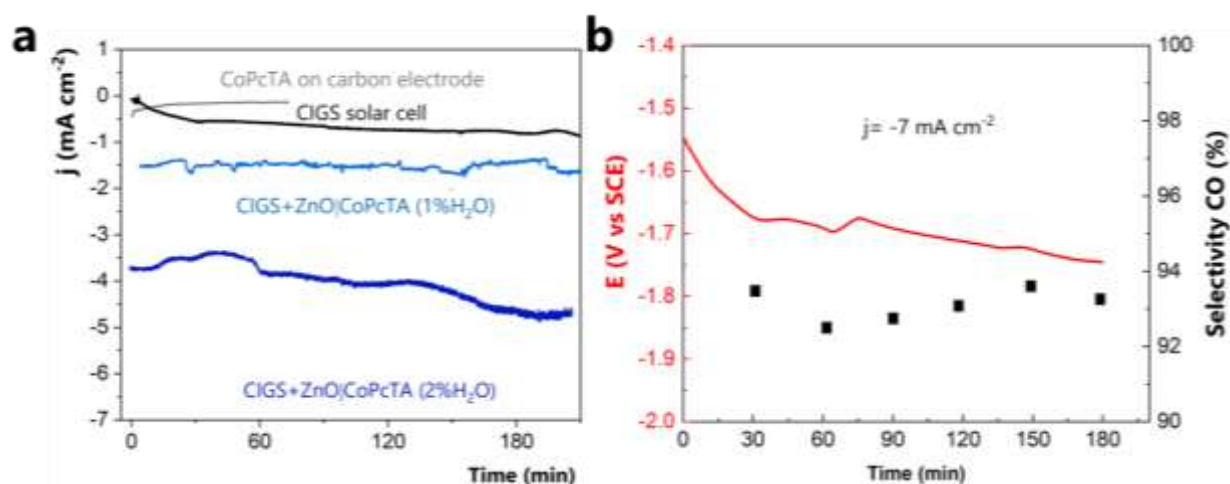 a
b
1
0
-1
-2
-3
-4
-5
-6
-7
j (mA cm-2)
CoPcTA on carbon electrode
CIGS solar cell
CIGS+ZnO|CoPcTA (1%H2O)
CIGS+ZnO|CoPcTA (2%H2O)
0 60 120 180
Time (min)
-1.4
-1.5
-1.6
-1.7
-1.8
-1.9
-2.0
E (V vs SCE)
j= -7 mA cm-2
100
98
96
94
92
90
Selectivity CO (%)
0 30 60 90 120 150 180
Time (min)